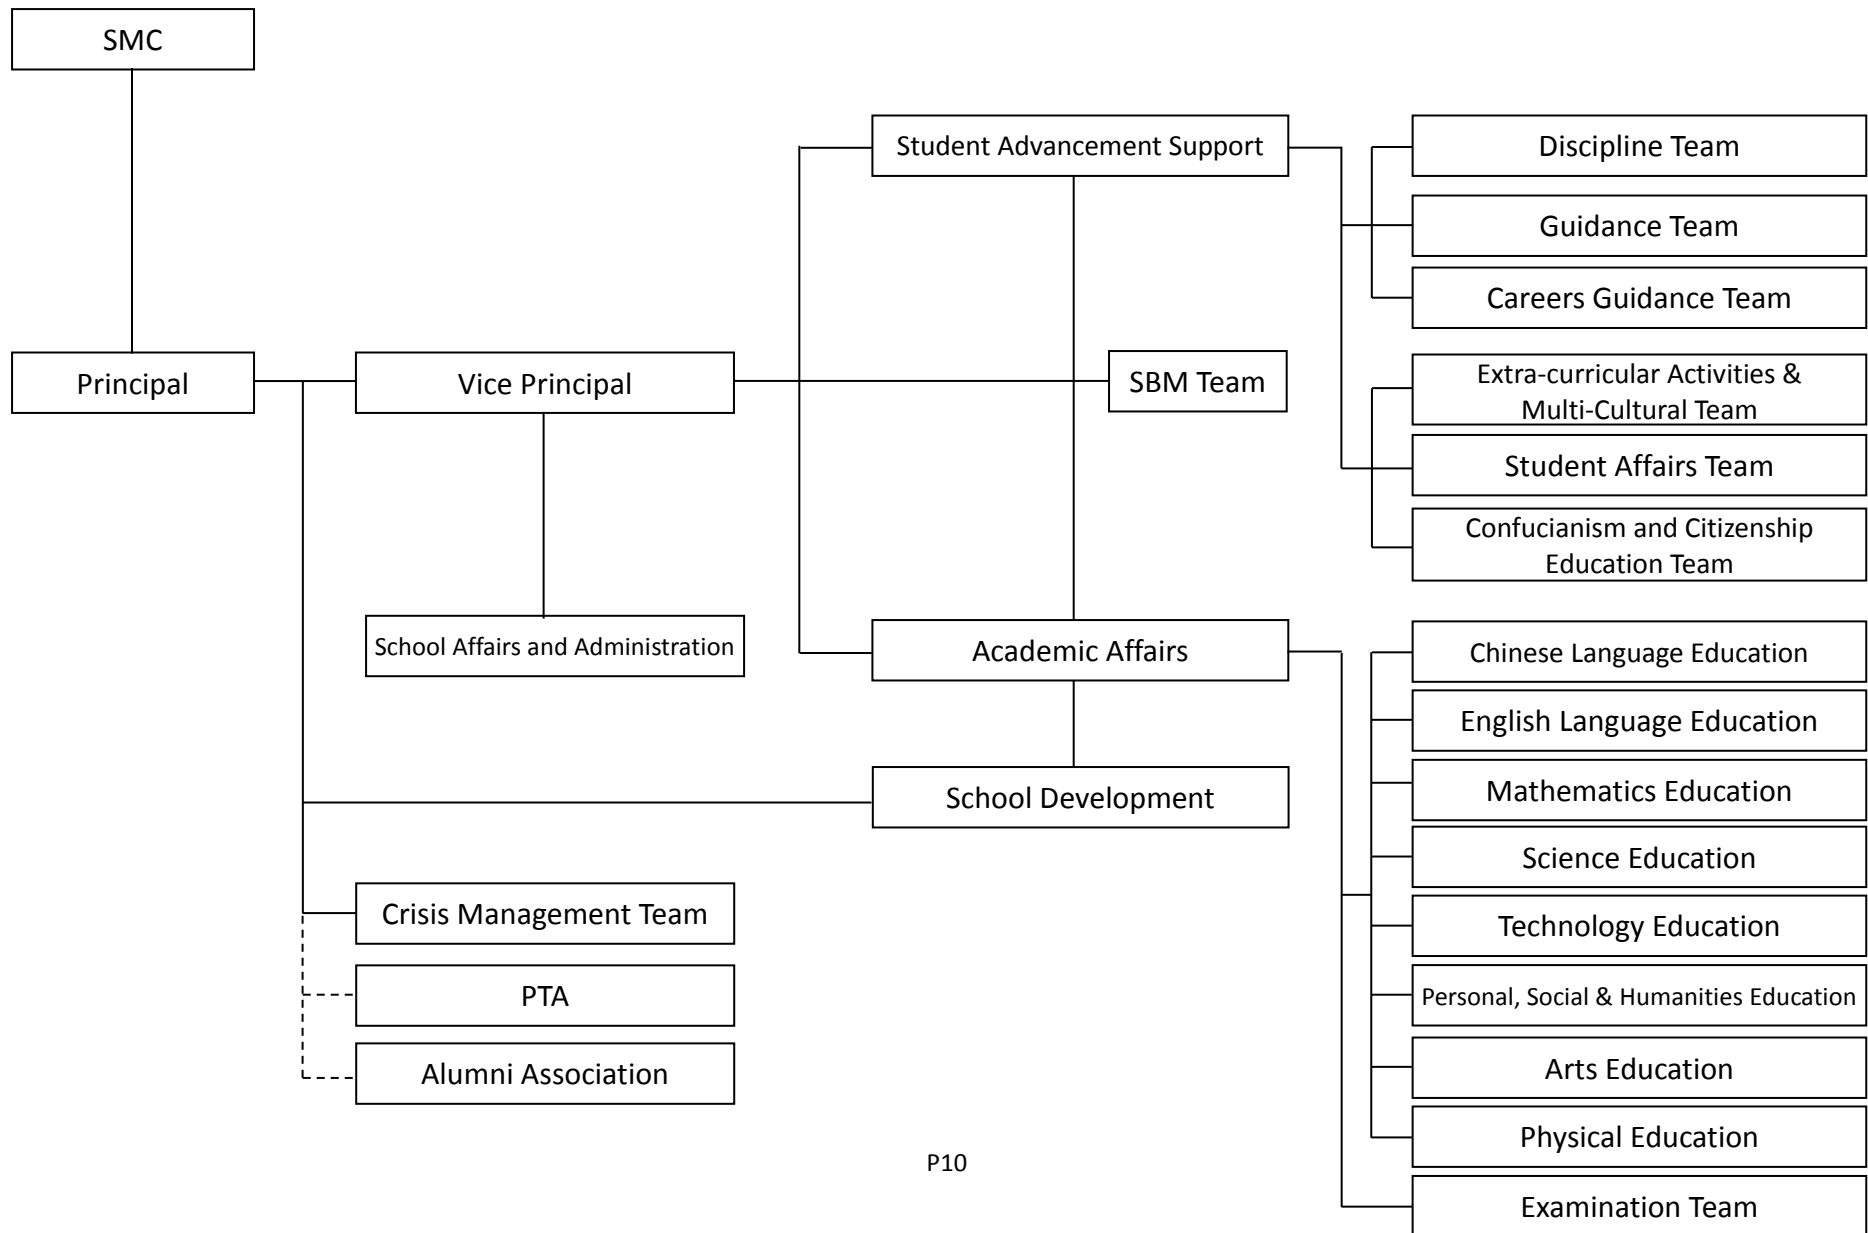 SMC
Student Advancement Support
Discipline Team
Guidance Team
Careers Guidance Team
Principal
Vice Principal
SBM Team
Extra-curricular Activities &
Multi-Cultural Team
Student Affairs Team
Confucianism and Citizenship
Education Team
School Affairs and Administration
Academic Affairs
Chinese Language Education
English Language Education
Mathematics Education
School Development
Science Education
Crisis Management Team
Technology Education
PTA
Personal, Social & Humanities Education
Alumni Association
Arts Education
Physical Education
P10
Examination Team